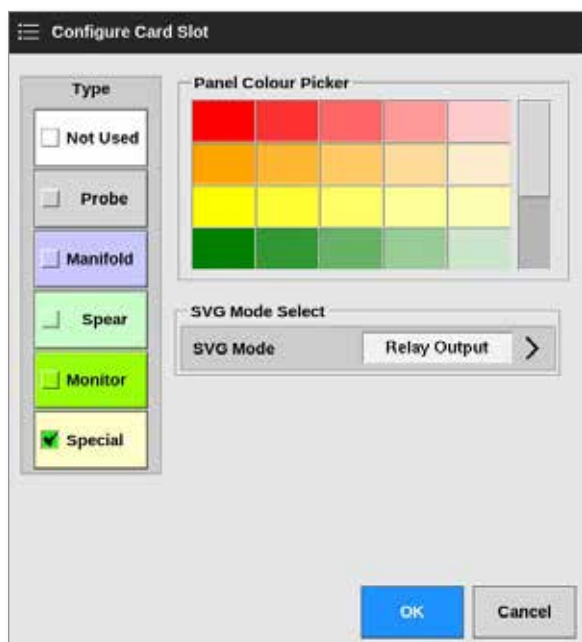 Configure Card Slot
Type
Not Used
Probe
Manifold
Spear
Monitor
Special
Panel Colour Picker
SVG Mode Select
SVG Mode Relay Output
OK Cancel